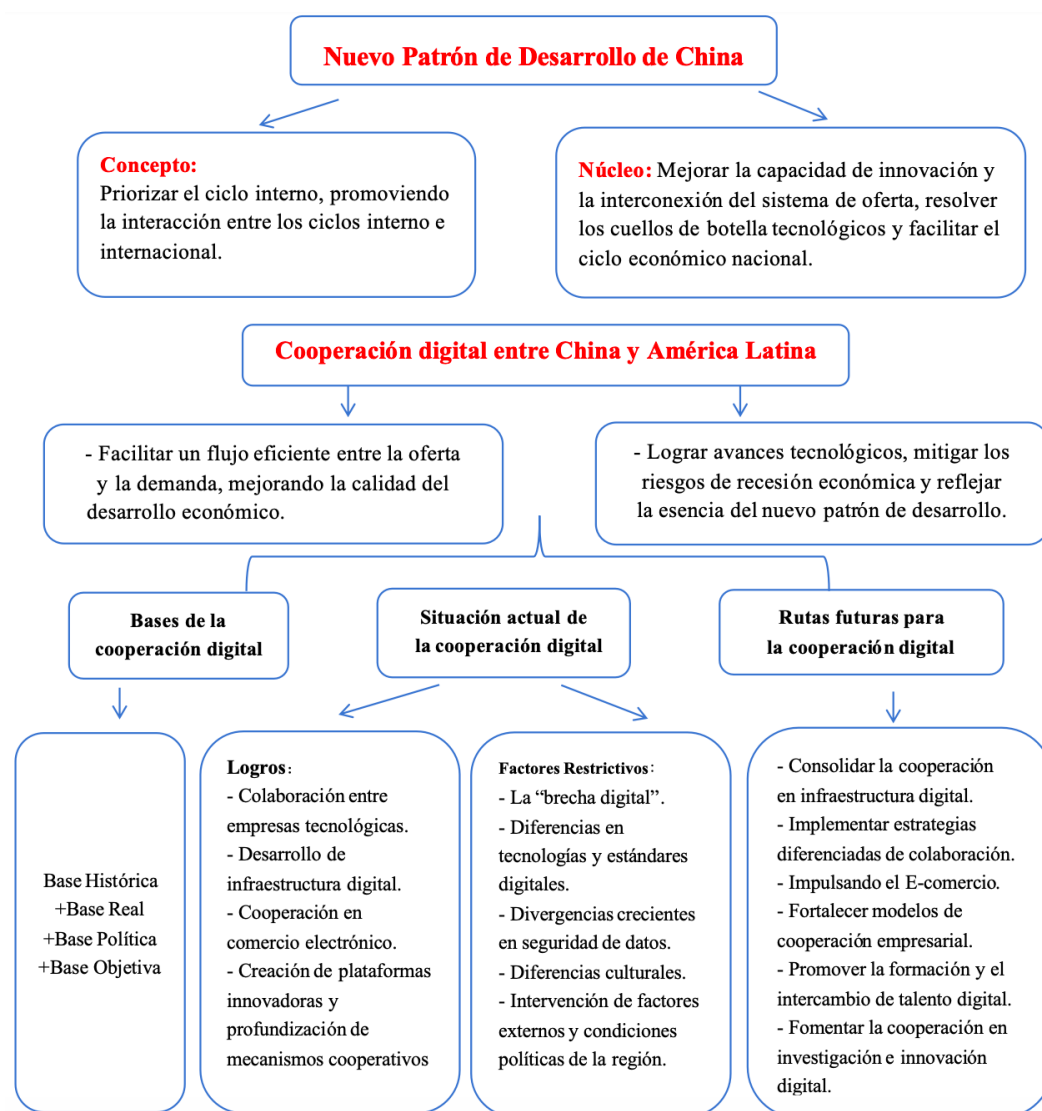 Nuevo Patrón de Desarrollo de China
Concepto:
Priorizar el ciclo interno, promoviendo
la interacción entre los ciclos interno e
internacional.
Núcleo: Mejorar la capacidad de innovación y
la interconexión del sistema de oferta, resolver
los cuellos de botella tecnológicos y facilitar el
ciclo económico nacional.
Cooperación digital entre China y América Latina
- Facilitar un flujo eficiente entre la oferta
y la demanda, mejorando la calidad del
desarrollo económico.
- Lograr avances tecnológicos, mitigar los
riesgos de recesión económica y reflejar
la esencia del nuevo patrón de desarrollo.
Bases de la
cooperación digital
Situación actual de
la cooperación digital
Rutas futuras para
la cooperación digital
Base Histórica
+Base Real
+Base Política
+Base Objetiva
Logros:
- Colaboración entre
empresas tecnológicas.
- Desarrollo de
infraestructura digital.
- Cooperación en
comercio electrónico.
- Creación de plataformas
innovadoras y
profundización de
mecanismos cooperativos
Factores Restrictivos:
- La “brecha digital”.
- Diferencias en
tecnologías y estándares
digitales.
- Divergencias crecientes
en seguridad de datos.
- Diferencias culturales.
- Intervención de factores
externos y condiciones
políticas de la región.
- Consolidar la cooperación
en infraestructura digital.
- Implementar estrategias
diferenciadas de colaboración.
- Impulsando el E-comercio.
- Fortalecer modelos de
cooperación empresarial.
- Promover la formación y el
intercambio de talento digital.
- Fomentar la cooperación en
investigación e innovación
digital.